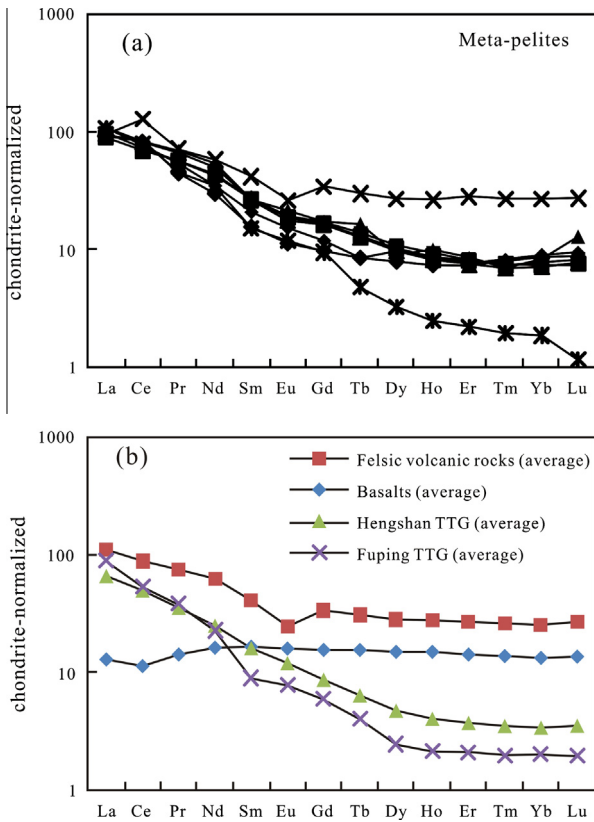 1000
(a)
Meta-pelites
100
chondrite-normalized
10
1
La Ce Pr Nd Sm Eu Gd Tb Dy Ho Er Tm Yb Lu
1000
(b)
Felsic volcanic rocks (average)
Basalts (average)
Hengshan TTG (average)
Fuping TTG (average)
100
chondrite-normalized
10
1
La Ce Pr Nd Sm Eu Gd Tb Dy Ho Er Tm Yb Lu